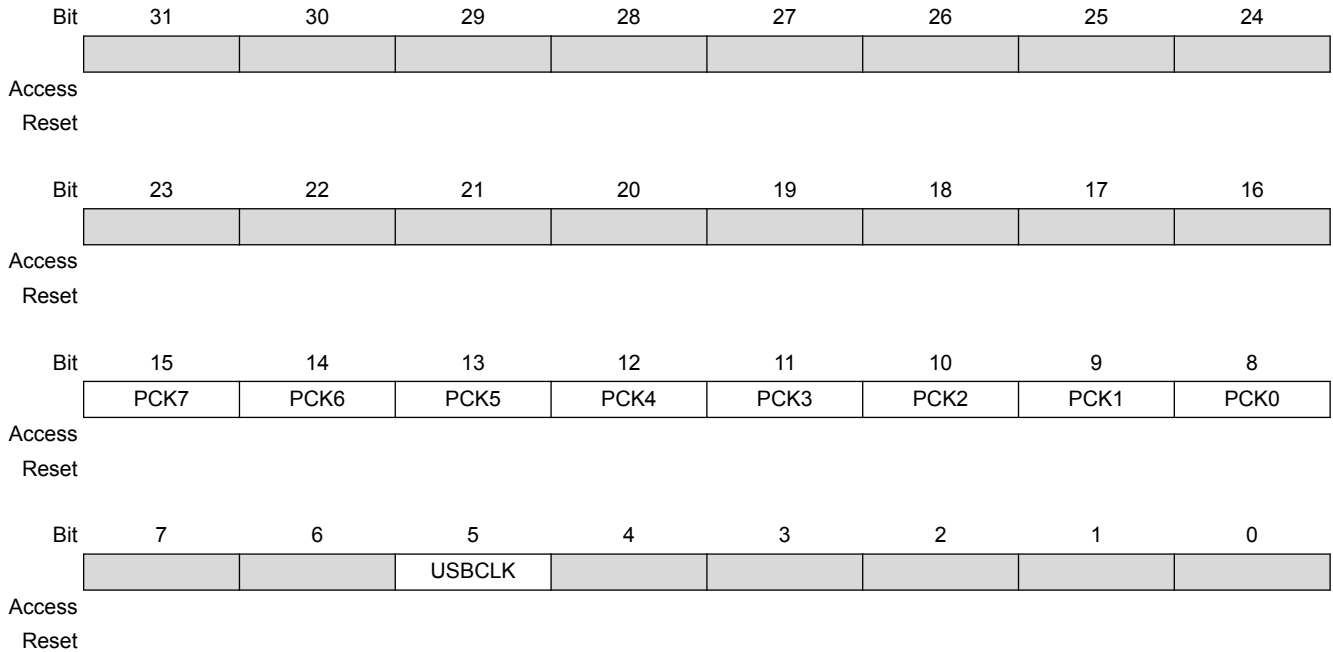 Bit 31 30 29 28 27 26 25 24
Access
Reset
Bit 23 22 21 20 19 18 17 16
Access
Reset
Bit 15 14 13 12 11 10 9 8
PCK7 PCK6 PCK5 PCK4 PCK3 PCK2 PCK1 PCK0
Access
Reset
Bit 7 6 5 4 3 2 1 0
USBCLK
Access
Reset